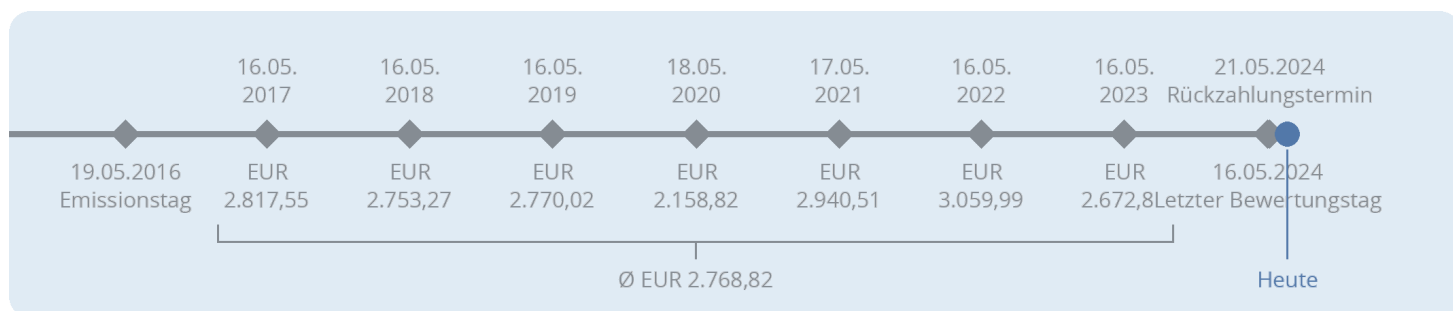 16.05.
2017
16.05.
2018
16.05.
2019
18.05.
2020
17.05.
2021
16.05.
2022
16.05.
2023
21.05.2024
Rückzahlungstermin
19.05.2016
Emissionstag
EUR
2.817,55
EUR
2.753,27
EUR
2.770,02
EUR
2.158,82
EUR
2.940,51
EUR
3.059,99
EUR
2.672,8
16.05.2024
Letzter Bewertungstag
Ø EUR 2.768,82
Heute